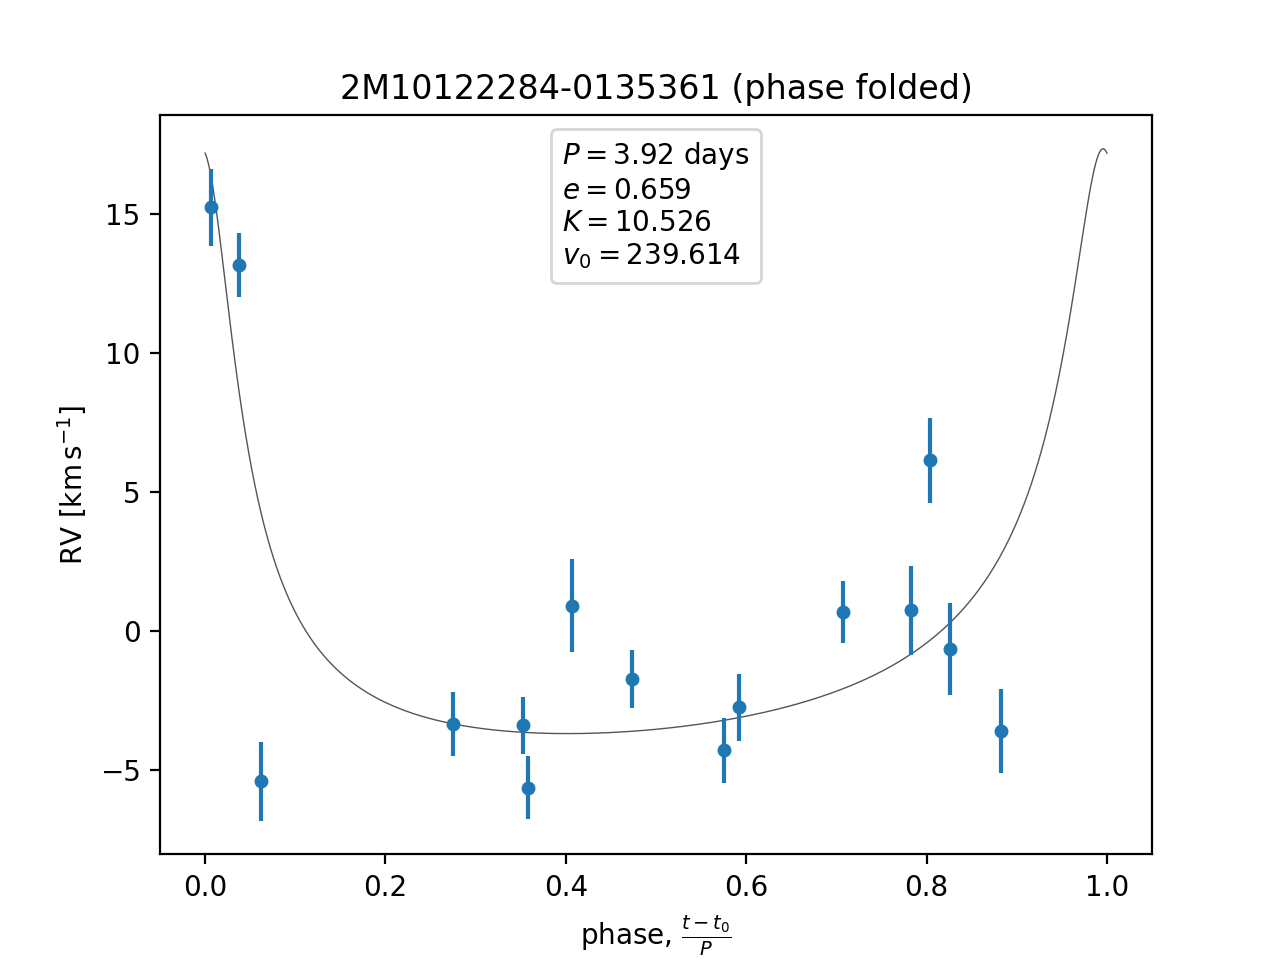 2M10122284-0135361 (phase folded)
P = 3.92 days
e = 0.659
K = 10.526
v₀ = 239.614
RV [km s⁻¹]
15
10
5
0
−5
0.0 0.2 0.4 0.6 0.8 1.0
phase, (t − t₀)/P